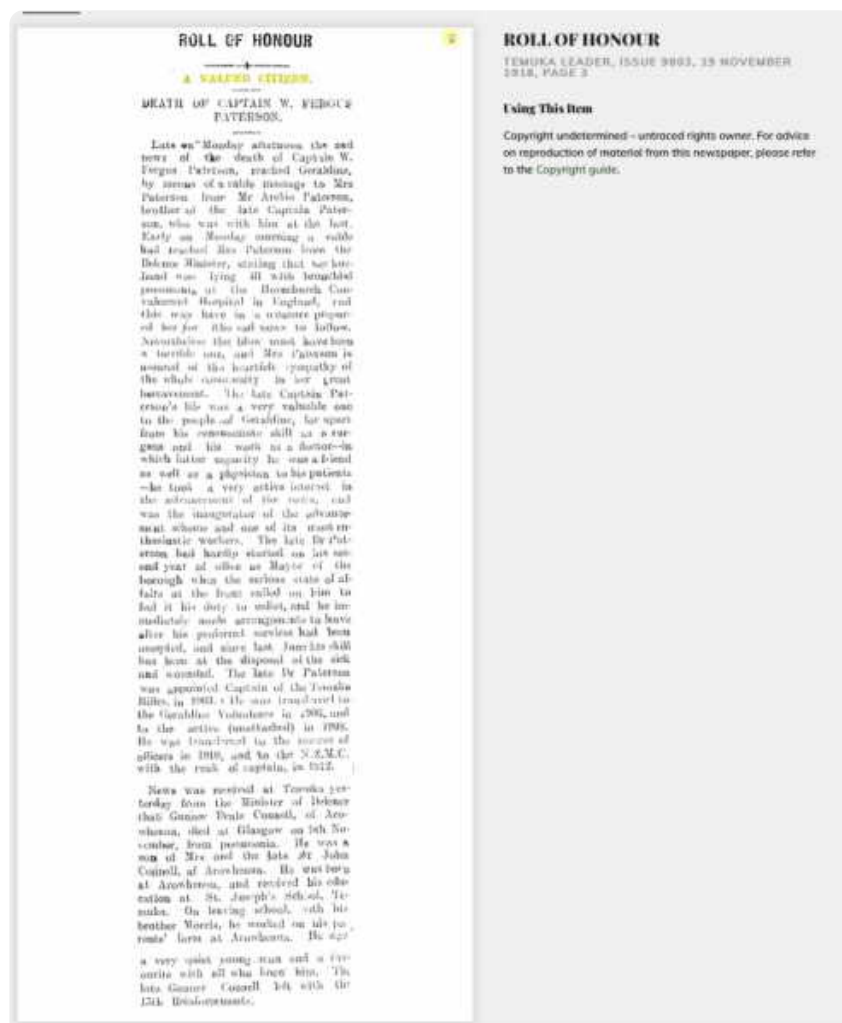 ROLL OF HONOUR
A VALUED CITIZEN.
DEATH OF CAPTAIN W. FERGUS
PATERSON.
Late on Monday afternoon the sad
news of the death of Captain W.
Fergus Paterson, reached Geraldine,
by means of a cable message to Mrs
Paterson from Mr Archie Paterson,
brother of the late Captain Pater-
son, who was with him at the last.
Early on Monday morning a cable
had reached Mrs Paterson from the
Defence Minister, stating that her hus-
band was lying ill with bronchial
pneumonia, at the Hornchurch Con-
valescent Hospital in England, and
this may have in a measure prepar-
ed her for the sad news to follow.
Nevertheless the blow must have been
a terrible one, and Mrs Paterson is
assured of the heartfelt sympathy of
the whole community in her great
bereavement. The late Captain Pat-
erson's life was a very valuable one
to the people of Geraldine, for apart
from his consummate skill as a sur-
geon and his work as a doctor—in
which latter capacity he was a friend
as well as a physician to his patients
—he took a very active interest in
the advancement of the town, and
was the inaugurator of the advance-
ment scheme and one of its most en-
thusiastic workers. The late Dr Pat-
erson had hardly started on his sec-
ond year of office as Mayor of the
borough when the serious state of af-
fairs at the front called on him to
feel it his duty to enlist, and he im-
mediately made arrangements to leave
after his proferred services had been
accepted, and since last June his skill
has been at the disposal of the sick
and wounded. The late Dr Paterson
was appointed Captain of the Temuka
Rifles, in 1903. He was transferred to
the Geraldine Volunteers in 1906, and
to the active (unattached) in 1908.
He was transferred to the reserve of
officers in 1910, and to the N.Z.M.C.
with the rank of captain, in 1912.
News was received at Temuka yes-
terday from the Minister of Defence
that Gunner Connell, of Aro-
whenua, died at Glasgow on No-
vember, from pneumonia. He was a
son of Mrs and the late Mr John
Connell, of Arowhenua. He was born
at Arowhenua, and received his edu-
cation at St. Joseph's School, Te-
muka. On leaving school, with his
brother Morris, he worked on his pa-
rents' farm at Arowhenua. He was
a very quiet young man and a fav-
ourite with all who knew him. The
late Gunner Connell left with the
Reinforcements.
ROLL OF HONOUR
TEMUKA LEADER, ISSUE 9803, 19 NOVEMBER
1918, PAGE 3
Using This Item
Copyright undetermined – untraced rights owner. For advice
on reproduction of material from this newspaper, please refer
to the Copyright guide.